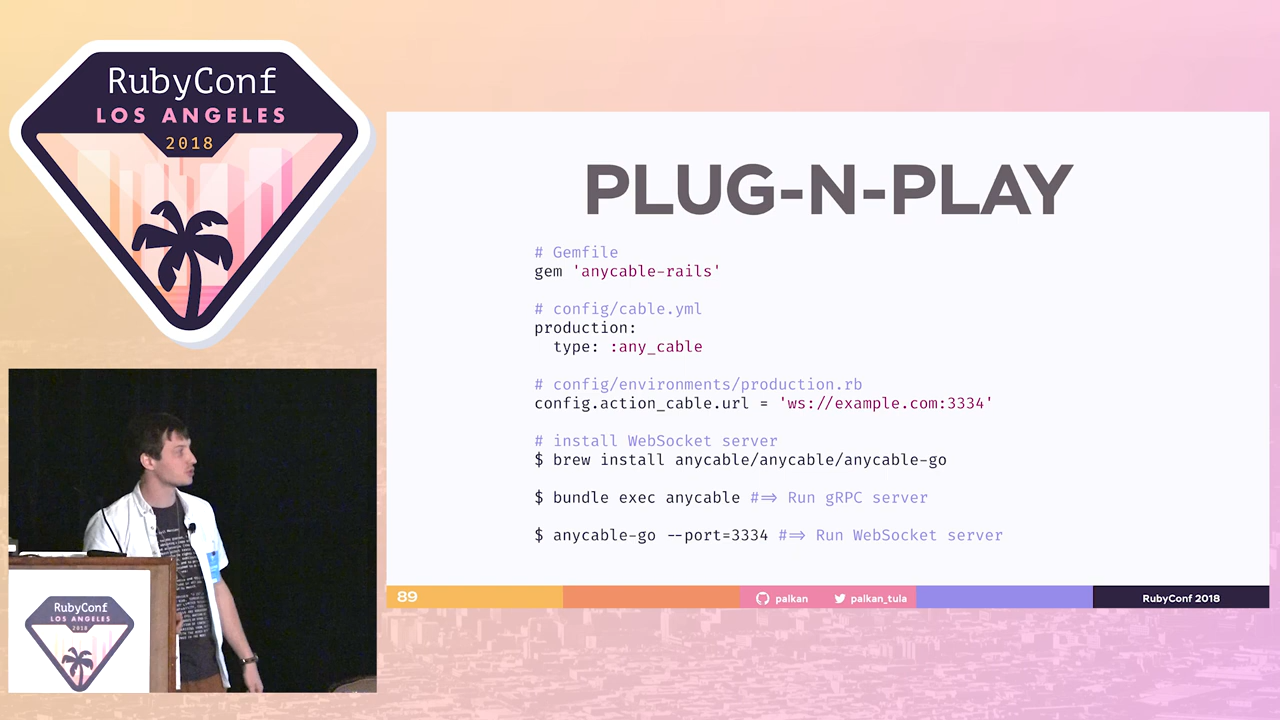 RubyConf
LOS ANGELES
2018
PLUG-N-PLAY
# Gemfile
gem 'anycable-rails'
# config/cable.yml
production:
  type: :any_cable
# config/environments/production.rb
config.action_cable.url = 'ws://example.com:3334'
# install WebSocket server
$ brew install anycable/anycable/anycable-go
$ bundle exec anycable #=> Run gRPC server
$ anycable-go --port=3334 #=> Run WebSocket server
89
palkan
palkan_tula
RubyConf 2018
RubyConf
LOS ANGELES
2018